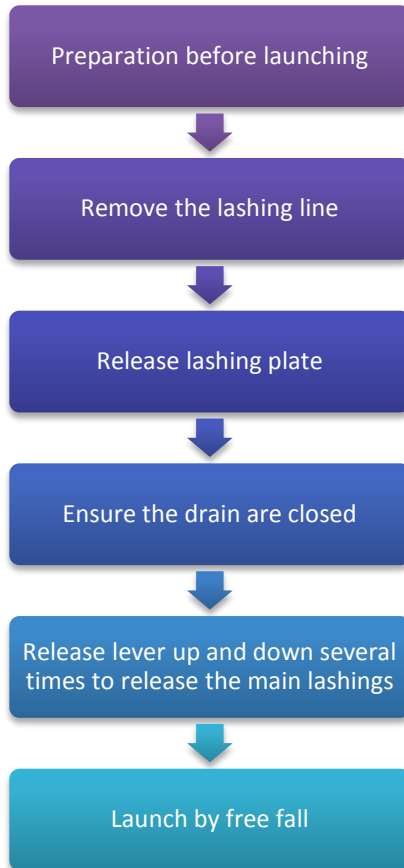 Preparation before launching
Remove the lashing line
Release lashing plate
Ensure the drain are closed
Release lever up and down several
times to release the main lashings
Launch by free fall